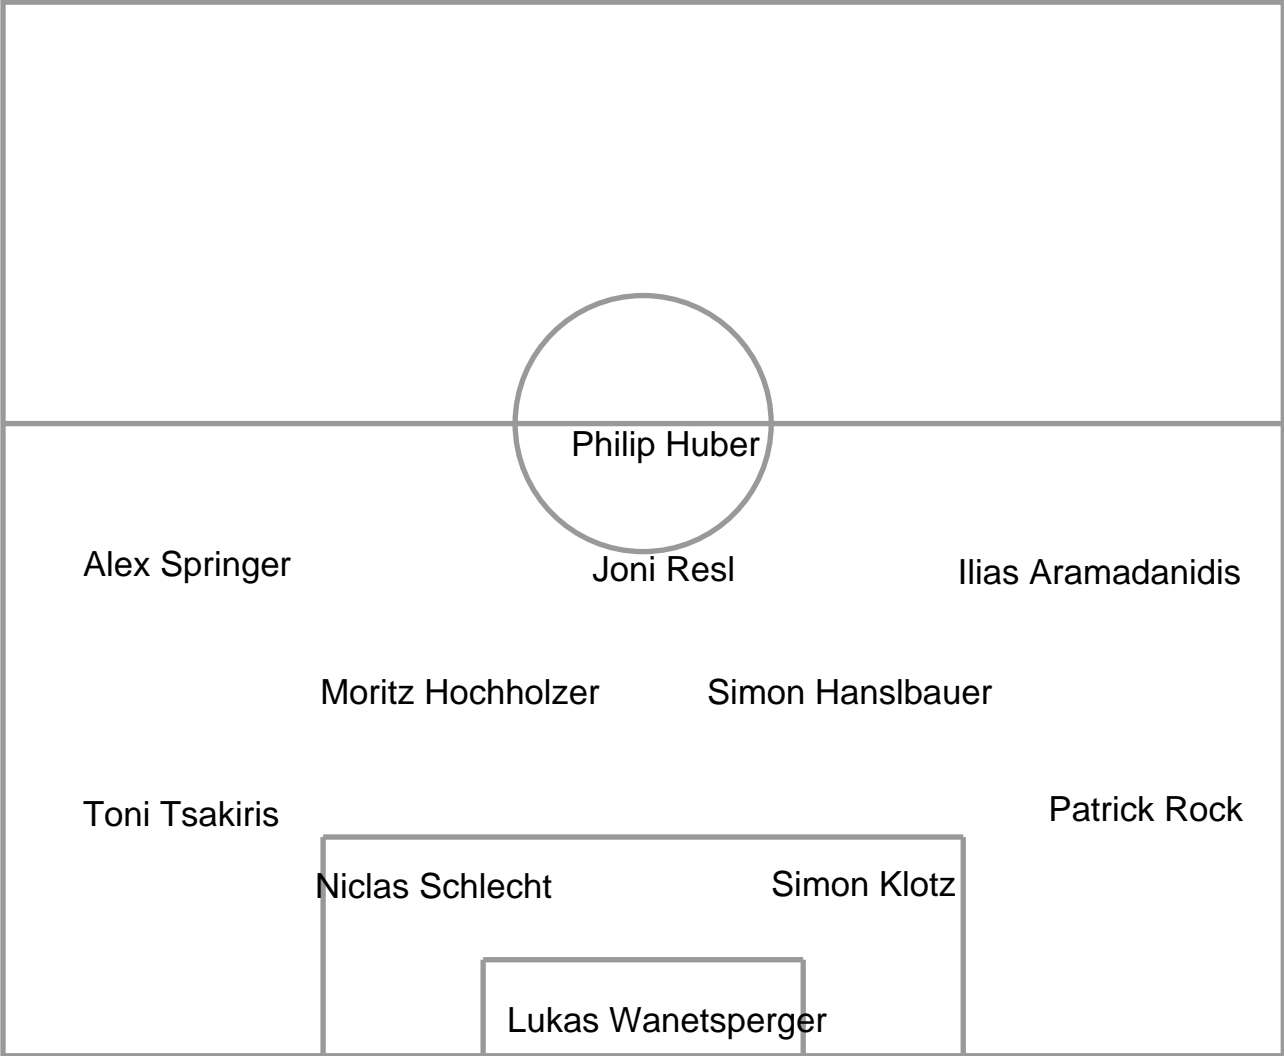 Philip Huber
Alex Springer
Joni Resl
Ilias Aramadanidis
Moritz Hochholzer
Simon Hanslbauer
Toni Tsakiris
Patrick Rock
Niclas Schlecht
Simon Klotz
Lukas Wanetsperger